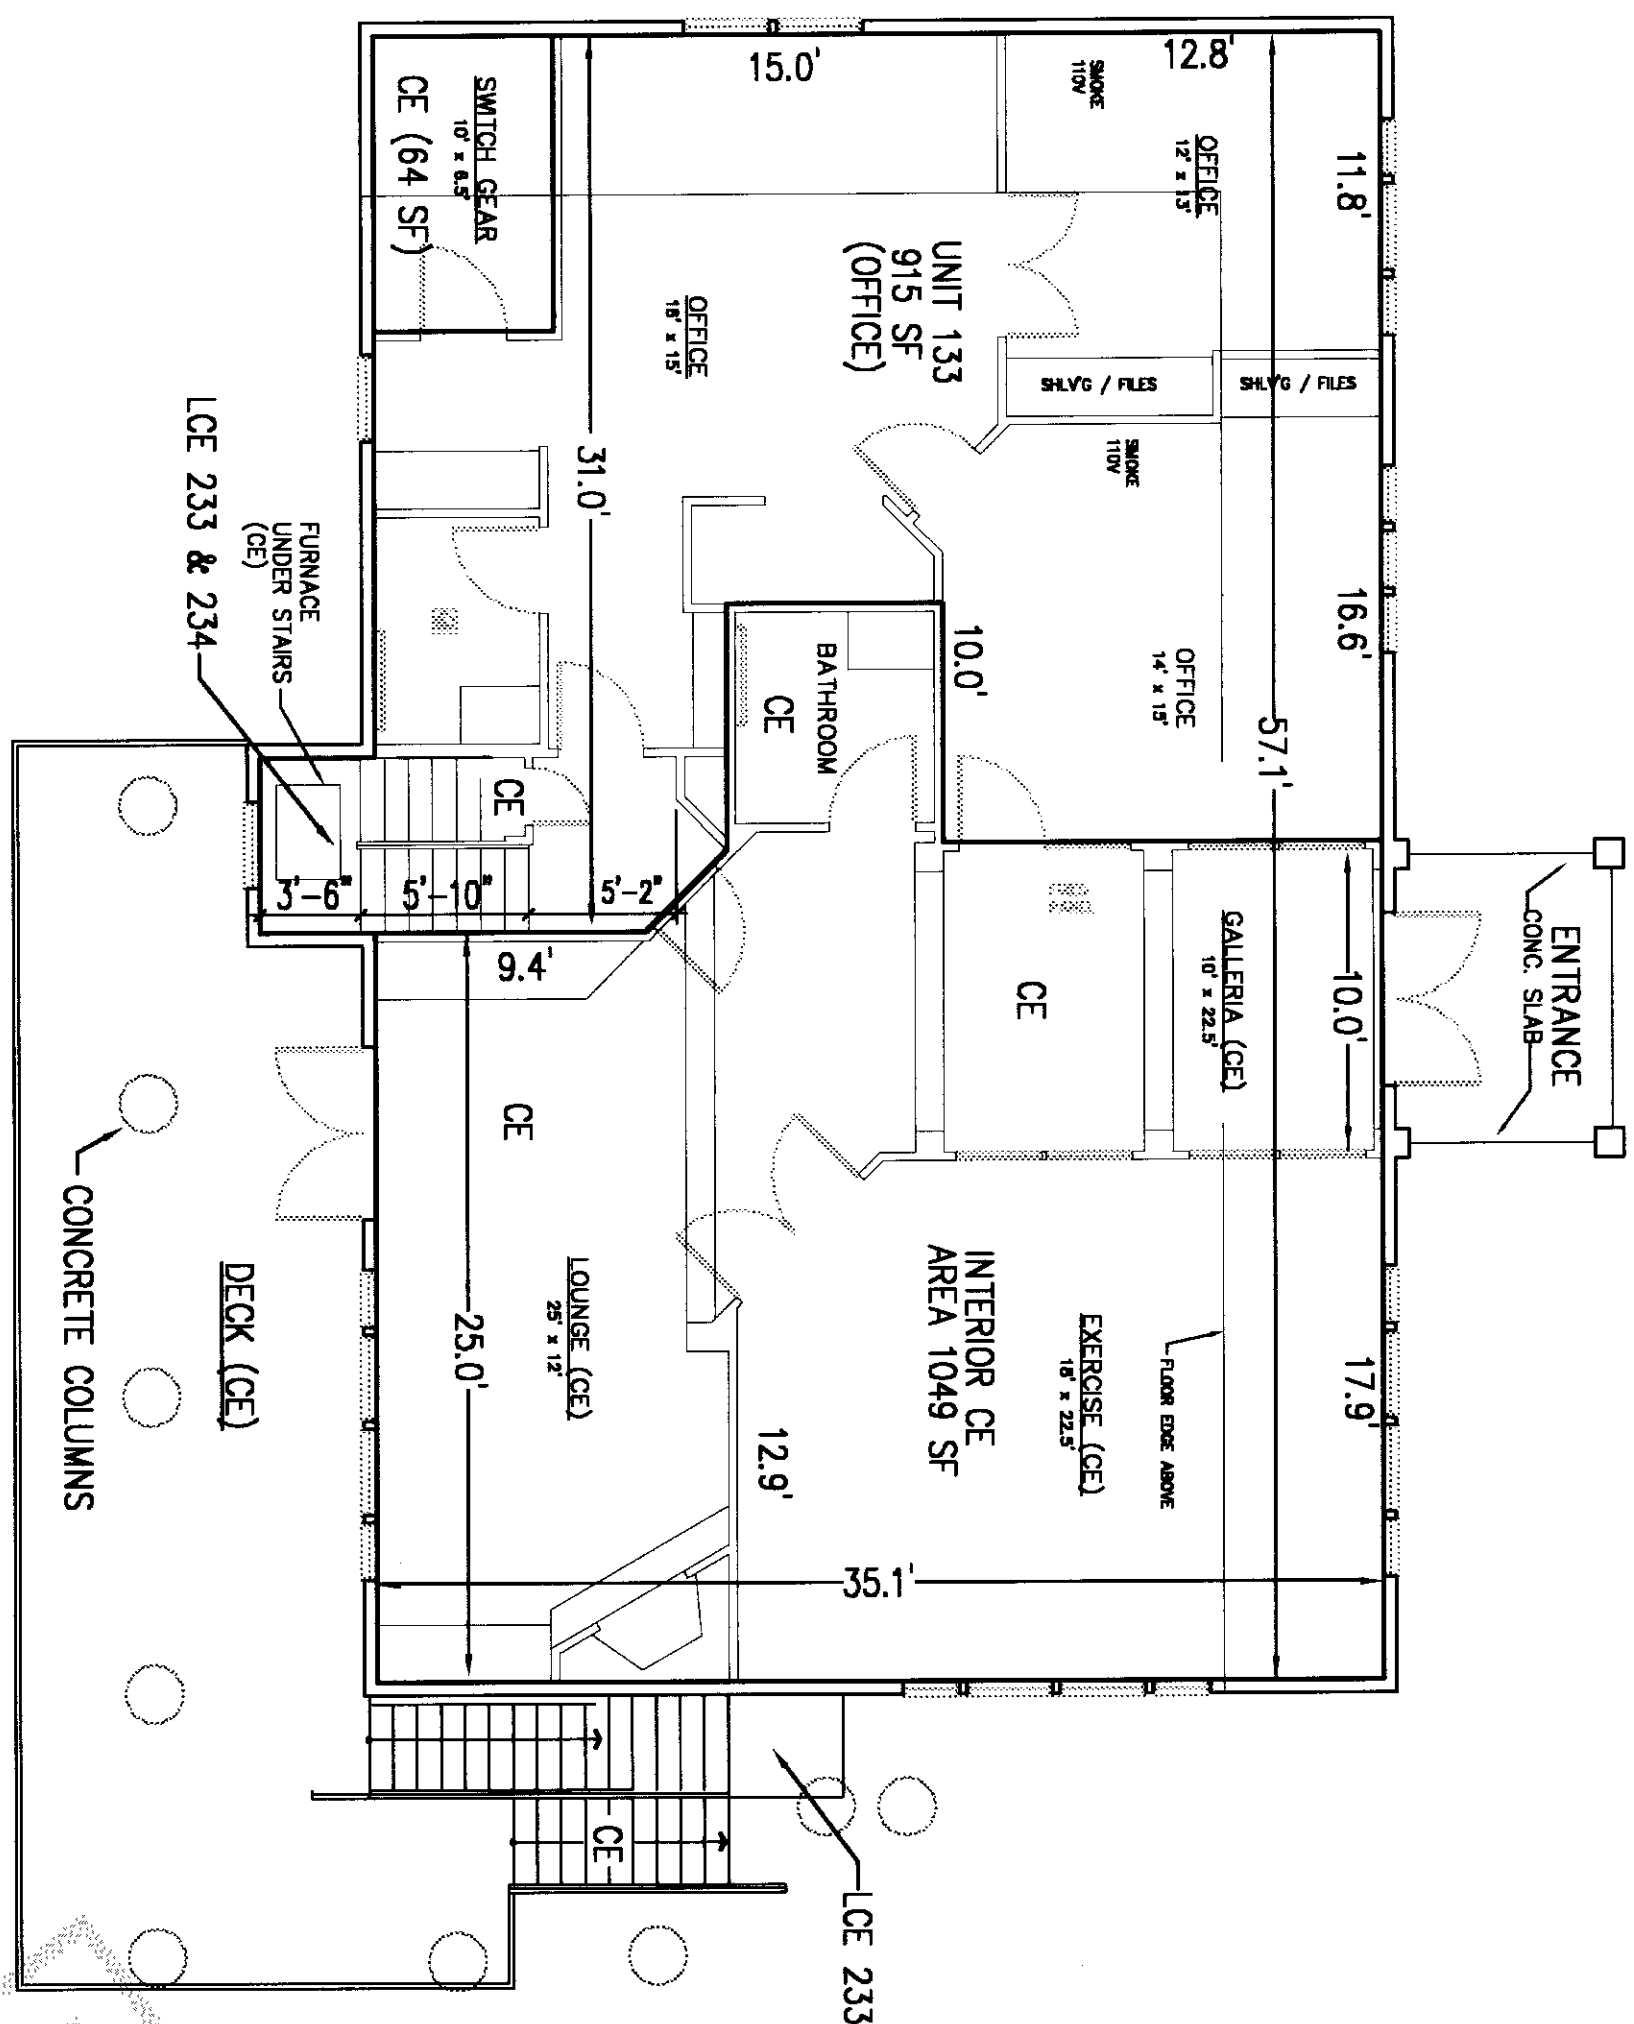 ENTRANCE
CONC. SLAB
11.8'
16.6'
10.0'
17.9'
57.1'
12.8'
SMOKE
110V
OFFICE
12' x 13'
SHLV'G / FILES
SHLV'G / FILES
SMOKE
110V
OFFICE
14' x 15'
GALLERIA (CE)
10' x 22.5'
FLOOR EDGE ABOVE
EXERCISE (CE)
18' x 22.5'
CE
INTERIOR CE
AREA 1049 SF
10.0'
UNIT 133
915 SF
(OFFICE)
15.0'
35.1'
BATHROOM
CE
12.9'
OFFICE
18' x 15'
31.0'
5'-2"
5'-10"
3'-6"
LOUNGE (CE)
25' x 12'
CE
CE
9.4'
25.0'
SWITCH GEAR
10' x 6.5'
CE (64 SF)
FURNACE
UNDER STAIRS
(CE)
LCE 233 & 234
DECK (CE)
CONCRETE COLUMNS
CE
LCE 233